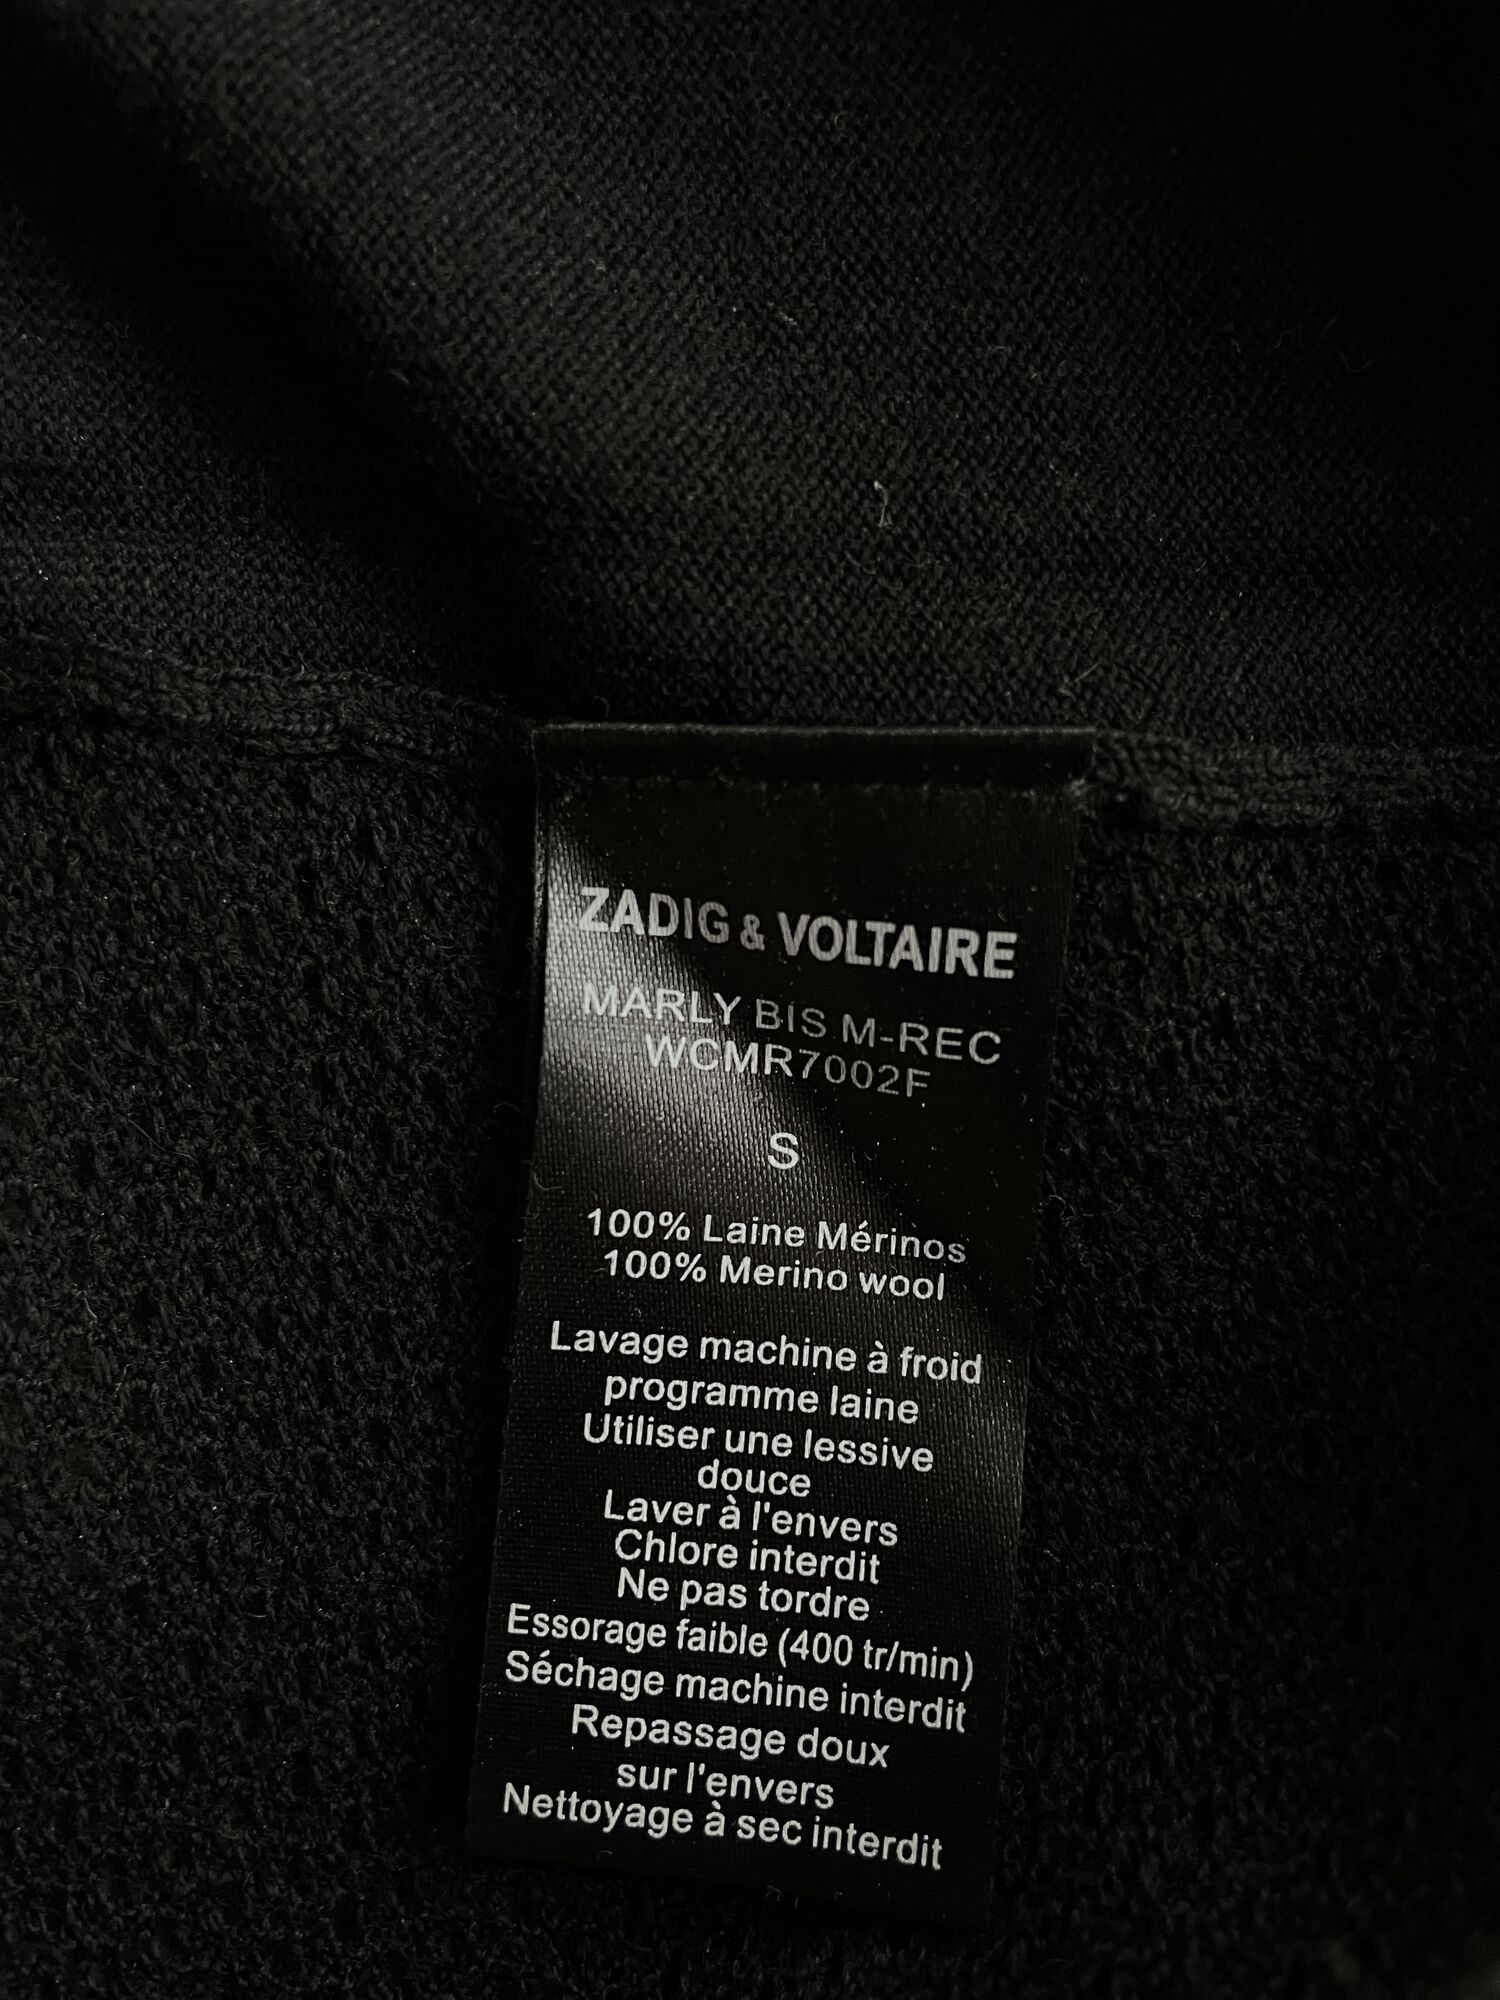 ZADIG & VOLTAIRE
MARLY BIS M-REC
WCMR7002F
S
100% Laine Mérinos
100% Merino wool
Lavage machine à froid
programme laine
Utiliser une lessive
douce
Laver à l'envers
Chlore interdit
Ne pas tordre
Essorage faible (400 tr/min)
Séchage machine interdit
Repassage doux
sur l'envers
Nettoyage à sec interdit